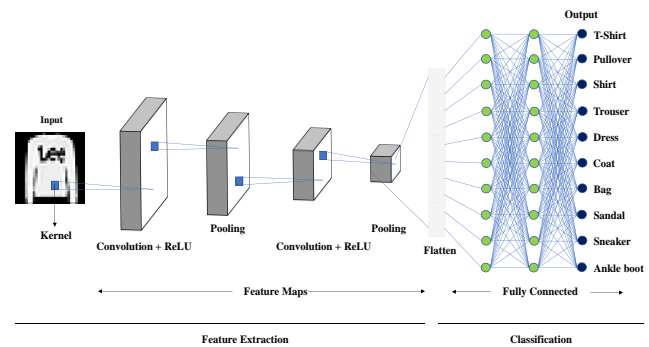 Output
T-Shirt
Pullover
Shirt
Trouser
Dress
Coat
Bag
Sandal
Sneaker
Ankle boot
Input
Lee
Kernel
Convolution + ReLU
Pooling
Convolution + ReLU
Pooling
Flatten
Feature Maps
Fully Connected
Feature Extraction
Classification